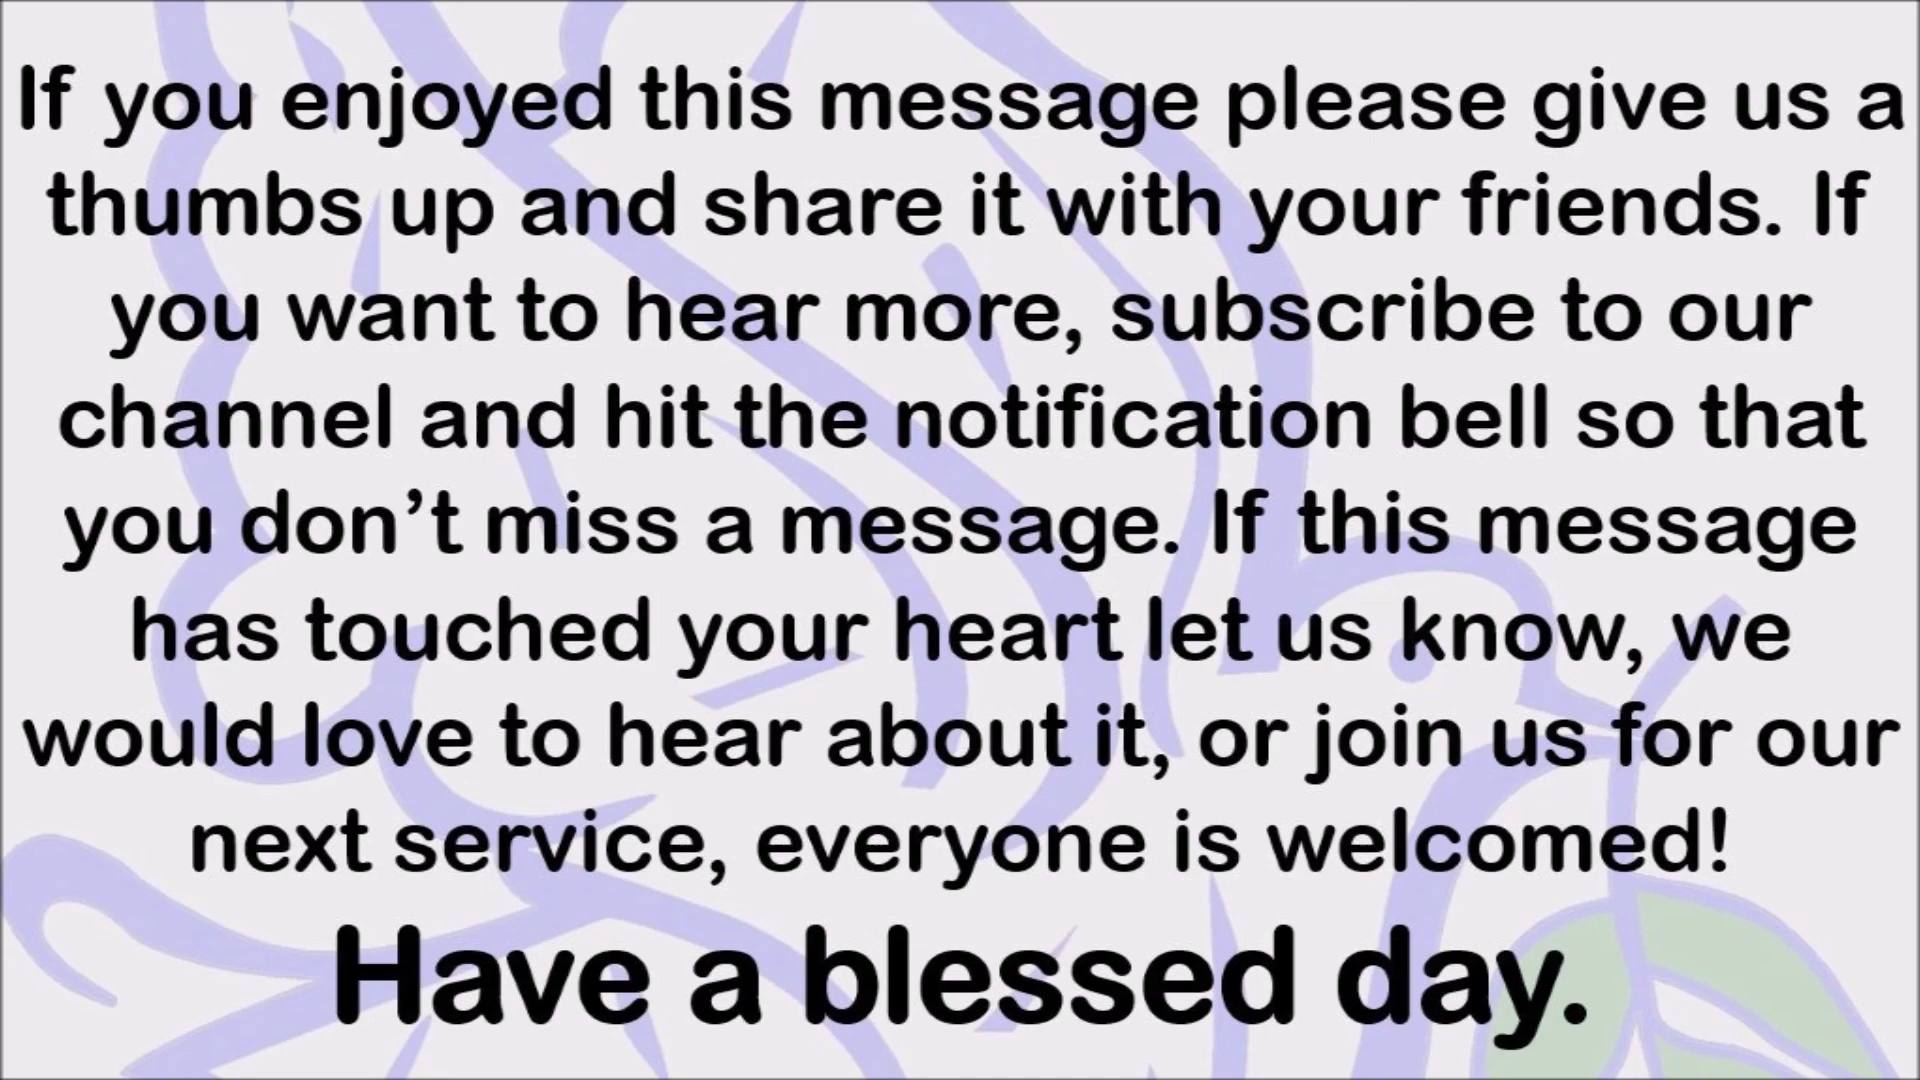 If you enjoyed this message please give us a
thumbs up and share it with your friends. If
you want to hear more, subscribe to our
channel and hit the notification bell so that
you don’t miss a message. If this message
has touched your heart let us know, we
would love to hear about it, or join us for our
next service, everyone is welcomed!
Have a blessed day.